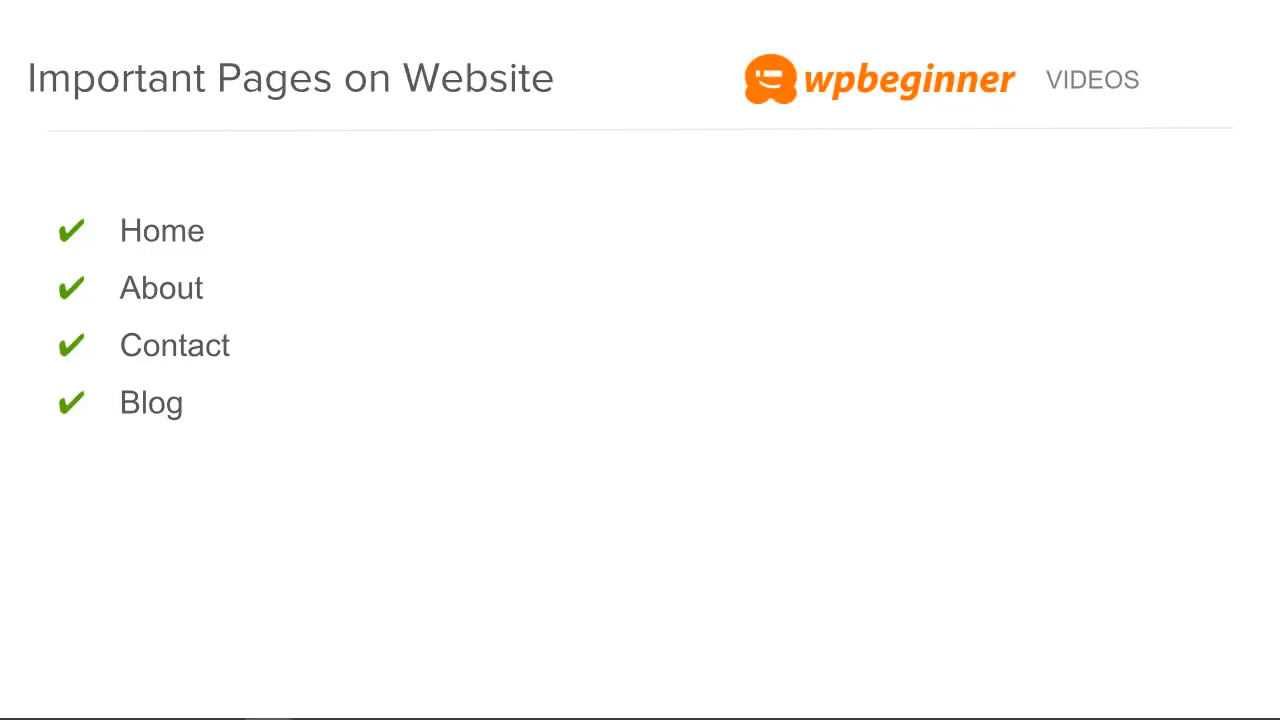 Important Pages on Website
wpbeginner VIDEOS
✔ Home
✔ About
✔ Contact
✔ Blog